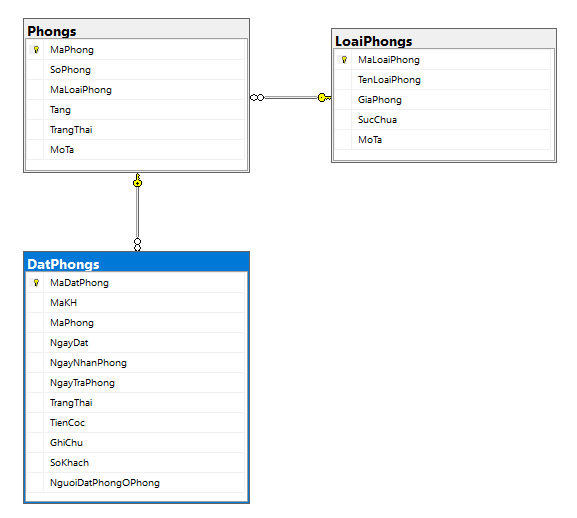 Phongs
MaPhong
SoPhong
MaLoaiPhong
Tang
TrangThai
MoTa
LoaiPhongs
MaLoaiPhong
TenLoaiPhong
GiaPhong
SucChua
MoTa
DatPhongs
MaDatPhong
MaKH
MaPhong
NgayDat
NgayNhanPhong
NgayTraPhong
TrangThai
TienCoc
GhiChu
SoKhach
NguoiDatPhongOPhong